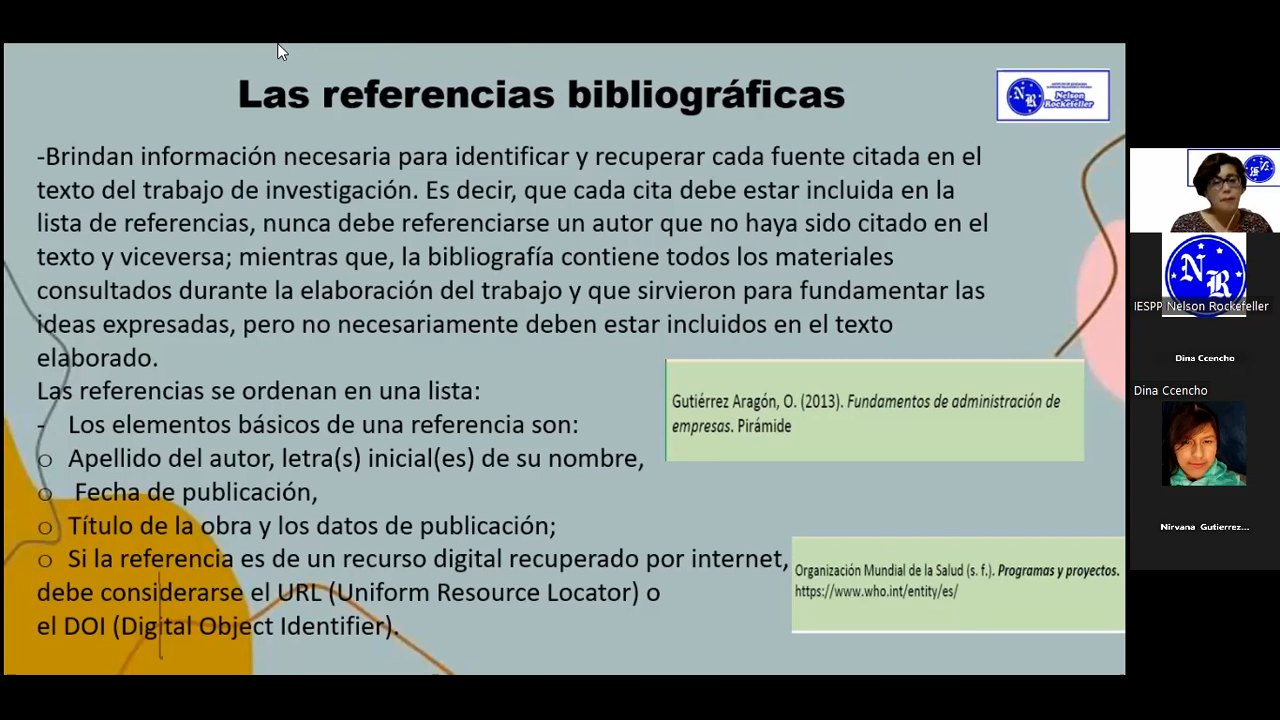 Las referencias bibliográficas
Nelson
Rockefeller
-Brindan información necesaria para identificar y recuperar cada fuente citada en el
texto del trabajo de investigación. Es decir, que cada cita debe estar incluida en la
lista de referencias, nunca debe referenciarse un autor que no haya sido citado en el
texto y viceversa; mientras que, la bibliografía contiene todos los materiales
consultados durante la elaboración del trabajo y que sirvieron para fundamentar las
ideas expresadas, pero no necesariamente deben estar incluidos en el texto
elaborado.
Las referencias se ordenan en una lista:
- Los elementos básicos de una referencia son:
o Apellido del autor, letra(s) inicial(es) de su nombre,
o Fecha de publicación,
o Título de la obra y los datos de publicación;
o Si la referencia es de un recurso digital recuperado por internet,
debe considerarse el URL (Uniform Resource Locator) o
el DOI (Digital Object Identifier).
Gutiérrez Aragón, O. (2013). Fundamentos de administración de
empresas. Pirámide
Organización Mundial de la Salud (s. f.). Programas y proyectos.
https://www.who.int/entity/es/
N R
IESPP Nelson Rockefeller
Dina Ccencho
Dina Ccencho
Nirvana Gutierrez...